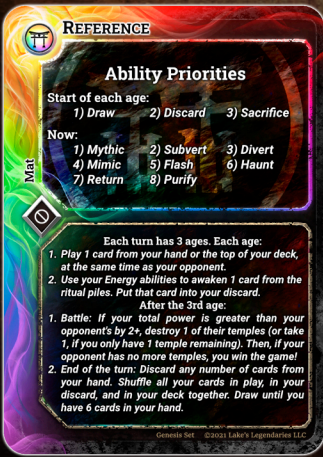 REFERENCE
Ability Priorities
Start of each age:
1) Draw 2) Discard 3) Sacrifice
Now:
1) Mythic 2) Subvert 3) Divert
4) Mimic 5) Flash 6) Haunt
7) Return 8) Purify
Mat
Each turn has 3 ages. Each age:
1. Play 1 card from your hand or the top of your deck,
at the same time as your opponent.
2. Use your Energy abilities to awaken 1 card from the
ritual piles. Put that card into your discard.
After the 3rd age:
1. Battle: If your total power is greater than your
opponent's by 2+, destroy 1 of their temples (or take
1, if you only have 1 temple remaining). Then, if your
opponent has no more temples, you win the game!
2. End of the turn: Discard any number of cards from
your hand. Shuffle all your cards in play, in your
discard, and in your deck together. Draw until you
have 6 cards in your hand.
Genesis Set ©2021 Lake's Legendaries LLC